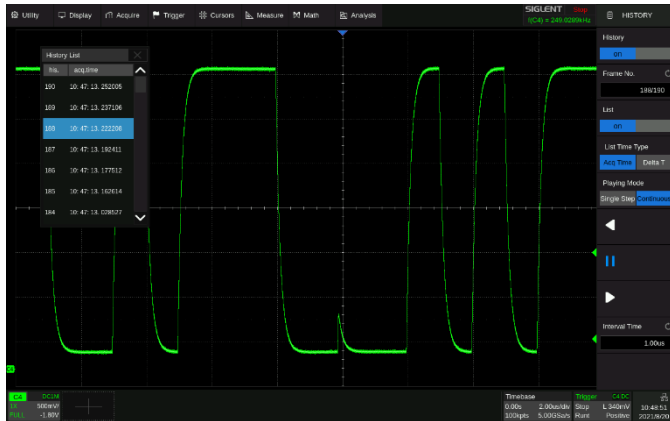 Utility Display Acquire Trigger Cursors Measure Math Analysis
SIGLENT Stop
f(C4) = 249.0289kHz
HISTORY
History List
his. acq.time
190 10: 47: 13. 252005
189 10: 47: 13. 237106
188 10: 47: 13. 222208
187 10: 47: 13. 192411
186 10: 47: 13. 177512
185 10: 47: 13. 162614
184 10: 47: 13. 028527
History
on
Frame No.
188/190
List
on
List Time Type
Acq Time Delta T
Playing Mode
Single Step Continuous
Interval Time
1.00us
C4
C4 DC1M
1X 500mV/
FULL -1.80V
Timebase
0.00s 2.00us/div
100kpts 5.00GSa/s
Trigger C4 DC
Stop L 340mV
Runt Positive
10:48:51
2021/9/20